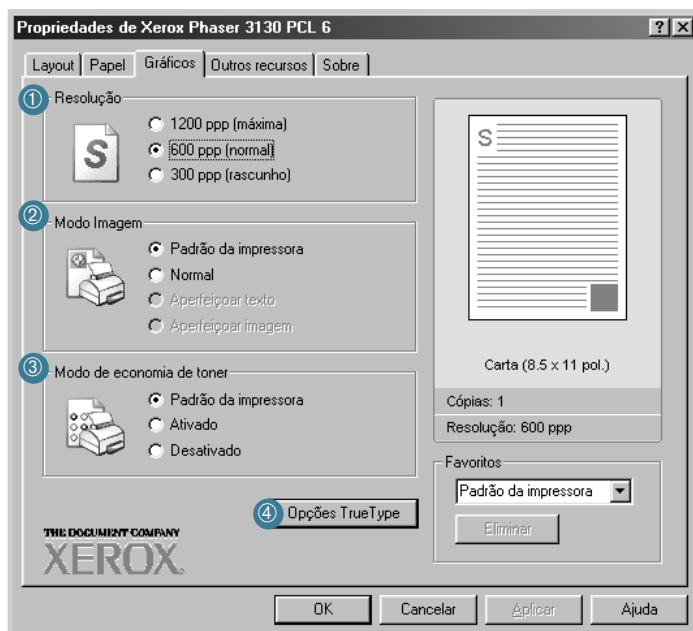 Propriedades de Xerox Phaser 3130 PCL 6
Layout Papel Gráficos Outros recursos Sobre
1 Resolução
S
1200 ppp (máxima)
600 ppp (normal)
300 ppp (rascunho)
2 Modo Imagem
Padrão da impressora
Normal
Aperfeiçoar texto
Aperfeiçoar imagem
3 Modo de economia de toner
Padrão da impressora
Ativado
Desativado
4 Opções TrueType
THE DOCUMENT COMPANY
XEROX
S
Carta (8.5 x 11 pol.)
Cópias: 1
Resolução: 600 ppp
Favoritos
Padrão da impressora
Eliminar
OK Cancelar Aplicar Ajuda